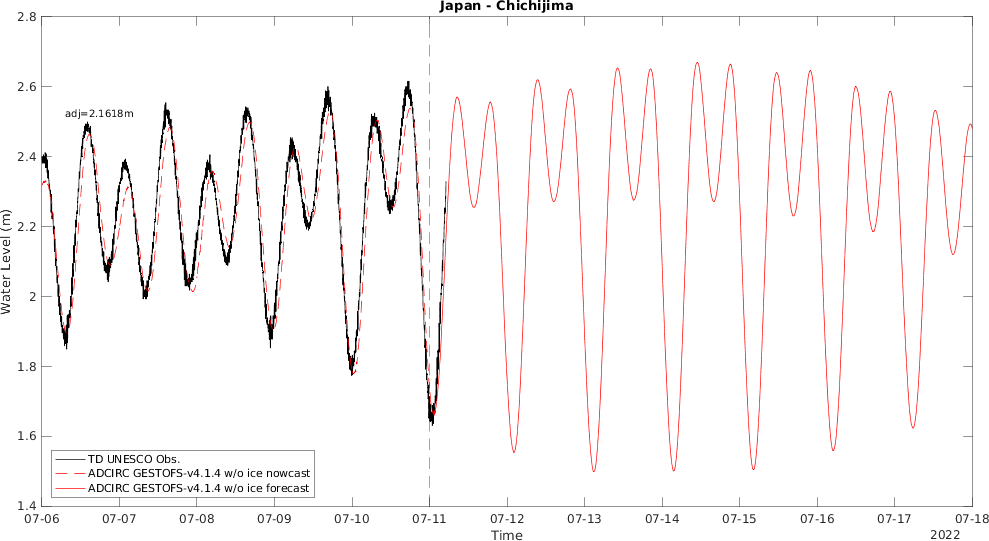 Japan - Chichijima
2.8
2.6
2.4
2.2
2
1.8
1.6
1.4
Water Level (m)
adj=2.1618m
TD UNESCO Obs.
ADCIRC GESTOFS-v4.1.4 w/o ice nowcast
ADCIRC GESTOFS-v4.1.4 w/o ice forecast
07-06 07-07 07-08 07-09 07-10 07-11 07-12 07-13 07-14 07-15 07-16 07-17 07-18
Time
2022